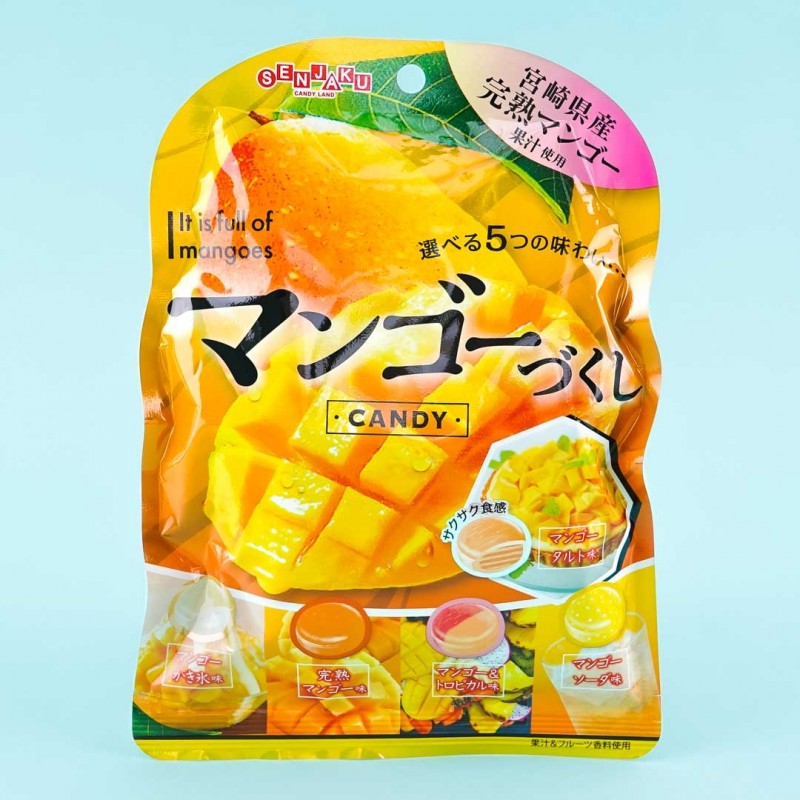 SENJAKU
CANDY LAND
宮崎県産
完熟マンゴー
果汁使用
It is full of
mangoes
選べる5つの味わい…
マンゴーづくし
・CANDY・
サクサク食感
マンゴー
タルト味
マンゴー
かき氷味
完熟
マンゴー味
マンゴー&
トロピカル味
マンゴー
ソーダ味
果汁&フルーツ香料使用